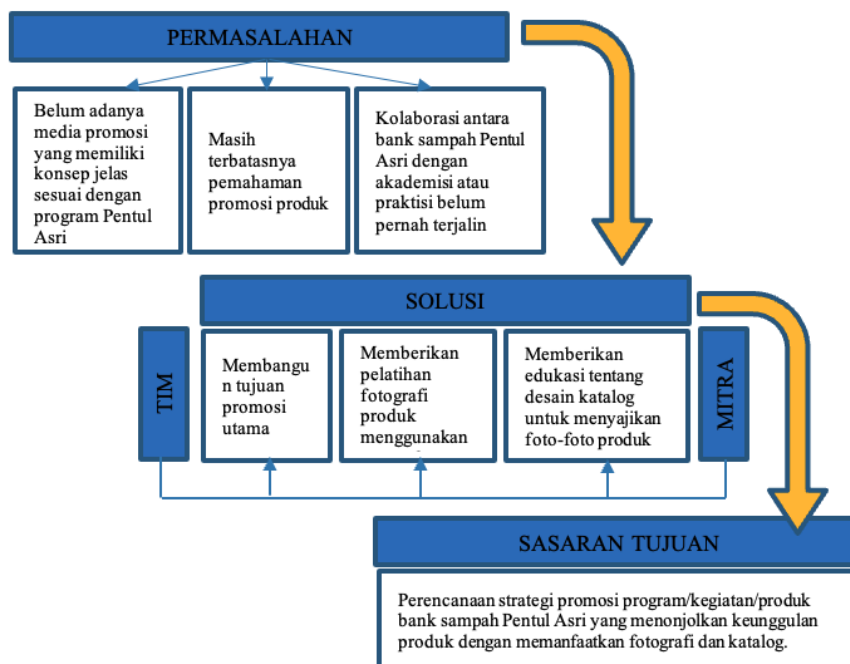 PERMASALAHAN
Belum adanya
media promosi
yang memiliki
konsep jelas
sesuai dengan
program Pentul
Asri
Masih
terbatasnya
pemahaman
promosi produk
Kolaborasi antara
bank sampah Pentul
Asri dengan
akademisi atau
praktisi belum
pernah terjalin
SOLUSI
TIM
Membangu
n tujuan
promosi
utama
Memberikan
pelatihan
fotografi
produk
menggunakan
Memberikan
edukasi tentang
desain katalog
untuk menyajikan
foto-foto produk
MITRA
SASARAN TUJUAN
Perencanaan strategi promosi program/kegiatan/produk
bank sampah Pentul Asri yang menonjolkan keunggulan
produk dengan memanfaatkan fotografi dan katalog.